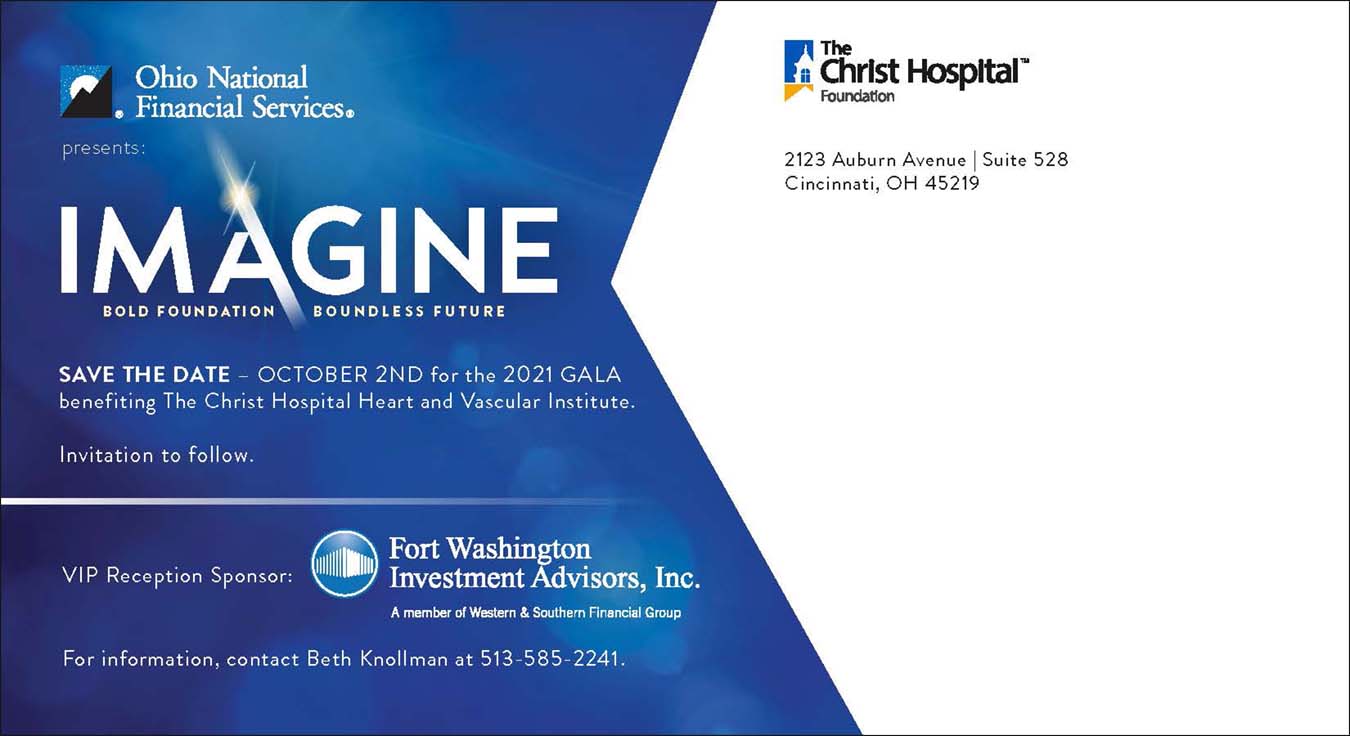 Ohio National
Financial Services®
presents:
IMAGINE
BOLD FOUNDATION BOUNDLESS FUTURE
SAVE THE DATE – OCTOBER 2ND for the 2021 GALA
benefiting The Christ Hospital Heart and Vascular Institute.
Invitation to follow.
VIP Reception Sponsor:
Fort Washington
Investment Advisors, Inc.
A member of Western & Southern Financial Group
For information, contact Beth Knollman at 513-585-2241.
The
Christ Hospital™
Foundation
2123 Auburn Avenue | Suite 528
Cincinnati, OH 45219